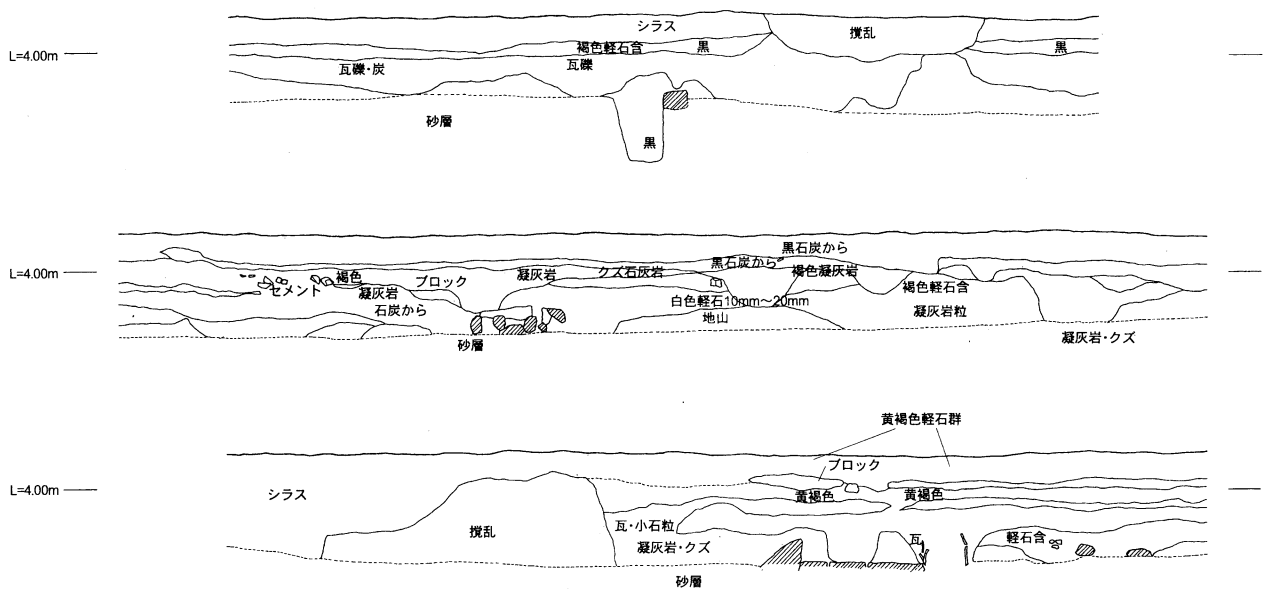 シラス
攪乱
L=4.00m
褐色軽石含
黒
黒
瓦礫・炭
瓦礫
砂層
黒
黒石炭から
L=4.00m
黒石炭から
褐色
ブロック
凝灰岩
クズ石灰岩
褐色凝灰岩
セメント
凝灰岩
褐色軽石含
石炭から
白色軽石10mm～20mm
凝灰岩粒
地山
砂層
凝灰岩・クズ
黄褐色軽石群
ブロック
L=4.00m
シラス
黄褐色
黄褐色
攪乱
瓦・小石粒
瓦
軽石含
凝灰岩・クズ
砂層